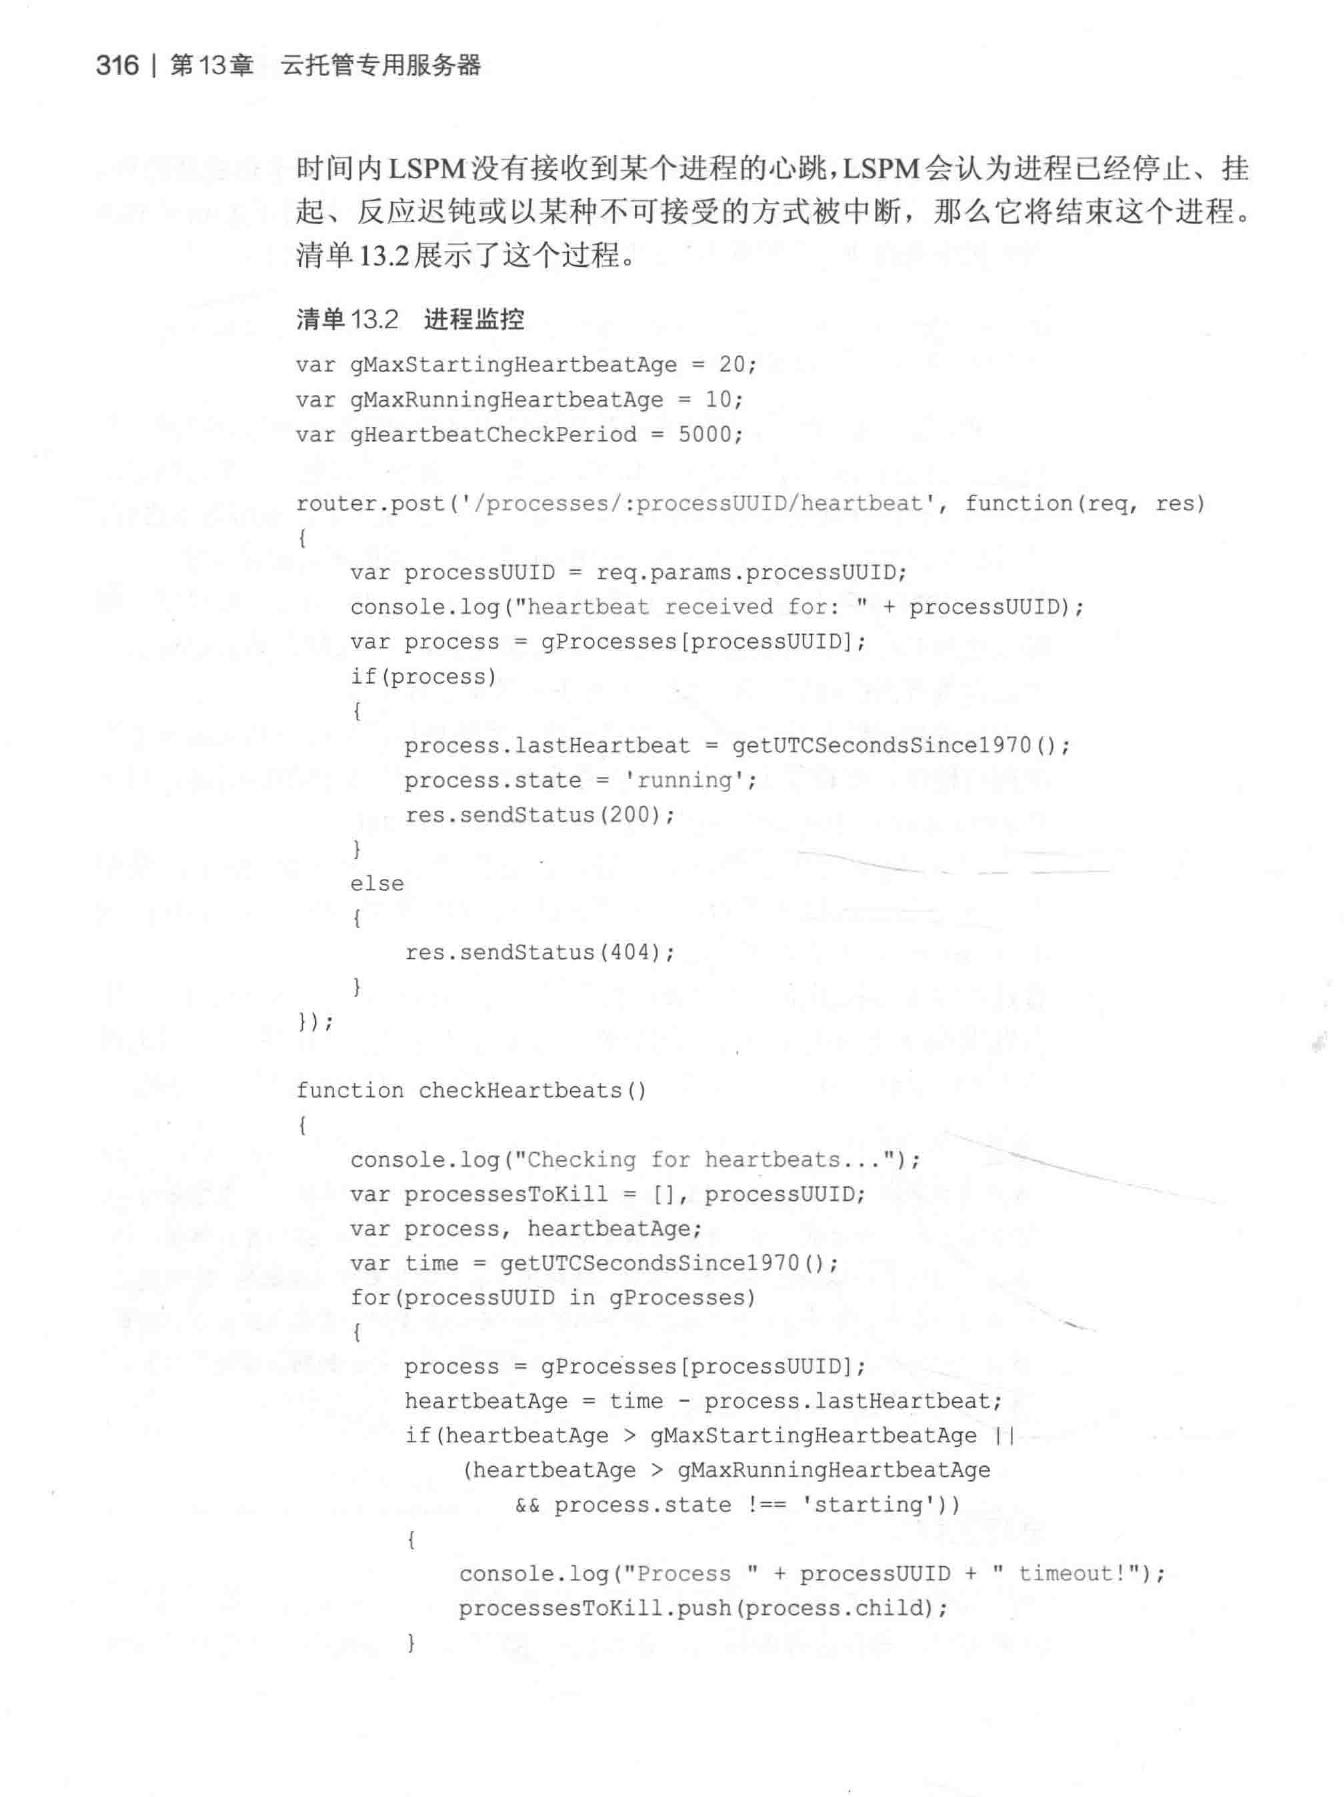 316 | 第13章 云托管专用服务器
时间内LSPM没有接收到某个进程的心跳,LSPM会认为进程已经停止、挂
起、反应迟钝或以某种不可接受的方式被中断，那么它将结束这个进程。
清单13.2展示了这个过程。
清单13.2 进程监控
var gMaxStartingHeartbeatAge = 20;
var gMaxRunningHeartbeatAge = 10;
var gHeartbeatCheckPeriod = 5000;
router.post('/processes/:processUUID/heartbeat', function(req, res)
{
    var processUUID = req.params.processUUID;
    console.log("heartbeat received for: " + processUUID);
    var process = gProcesses[processUUID];
    if(process)
    {
        process.lastHeartbeat = getUTCSecondsSince1970();
        process.state = 'running';
        res.sendStatus(200);
    }
    else
    {
        res.sendStatus(404);
    }
});
function checkHeartbeats()
{
    console.log("Checking for heartbeats...");
    var processesToKill = [], processUUID;
    var process, heartbeatAge;
    var time = getUTCSecondsSince1970();
    for(processUUID in gProcesses)
    {
        process = gProcesses[processUUID];
        heartbeatAge = time - process.lastHeartbeat;
        if(heartbeatAge > gMaxStartingHeartbeatAge ||
            (heartbeatAge > gMaxRunningHeartbeatAge
                && process.state !== 'starting'))
        {
            console.log("Process " + processUUID + " timeout!");
            processesToKill.push(process.child);
        }